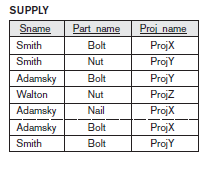 SUPPLY
Sname Part_name Proj_name
Smith Bolt ProjX
Smith Nut ProjY
Adamsky Bolt ProjY
Walton Nut ProjZ
Adamsky Nail ProjX
Adamsky Bolt ProjX
Smith Bolt ProjY